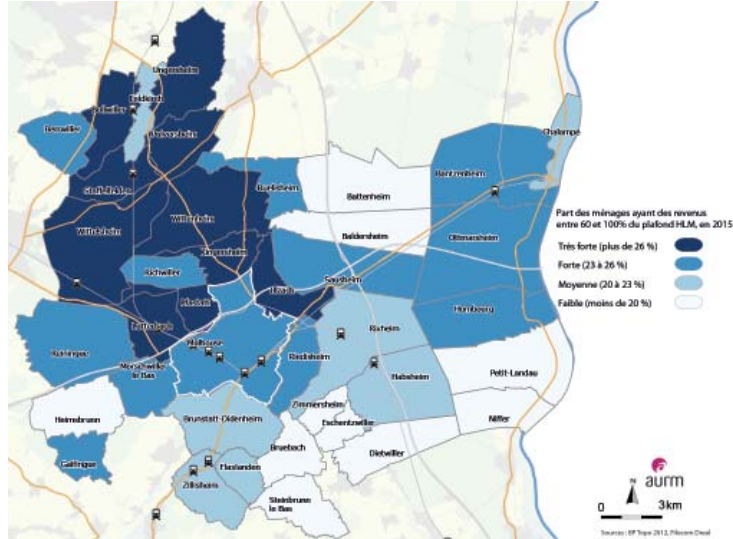 Ungersheim
Feldkirch
Bollwiller
Berrwiller
Pulversheim
Staffelfelden
Ruelisheim
Battenheim
Bantzenheim
Chalampé
Wittelsheim
Wittenheim
Baldersheim
Ottmarsheim
Kingersheim
Richwiller
Illzach
Sausheim
Pfastatt
Hombourg
Lutterbach
Mulhouse
Rixheim
Reiningue
Morschwiller
le Bas
Riedisheim
Habsheim
Petit-Landau
Heimsbrunn
Zimmersheim
Brunstatt-Didenheim
Eschentzwiller
Niffer
Galfingue
Bruebach
Dietwiller
Flaxlanden
Zillisheim
Steinbrunn
le Bas
Part des ménages ayant des revenus
entre 60 et 100% du plafond HLM, en 2015
Très forte (plus de 26 %)
Forte (23 à 26 %)
Moyenne (20 à 23 %)
Faible (moins de 20 %)
a
aurm
N
0 3km
Sources : BP Topo 2012, Filocom Dreal